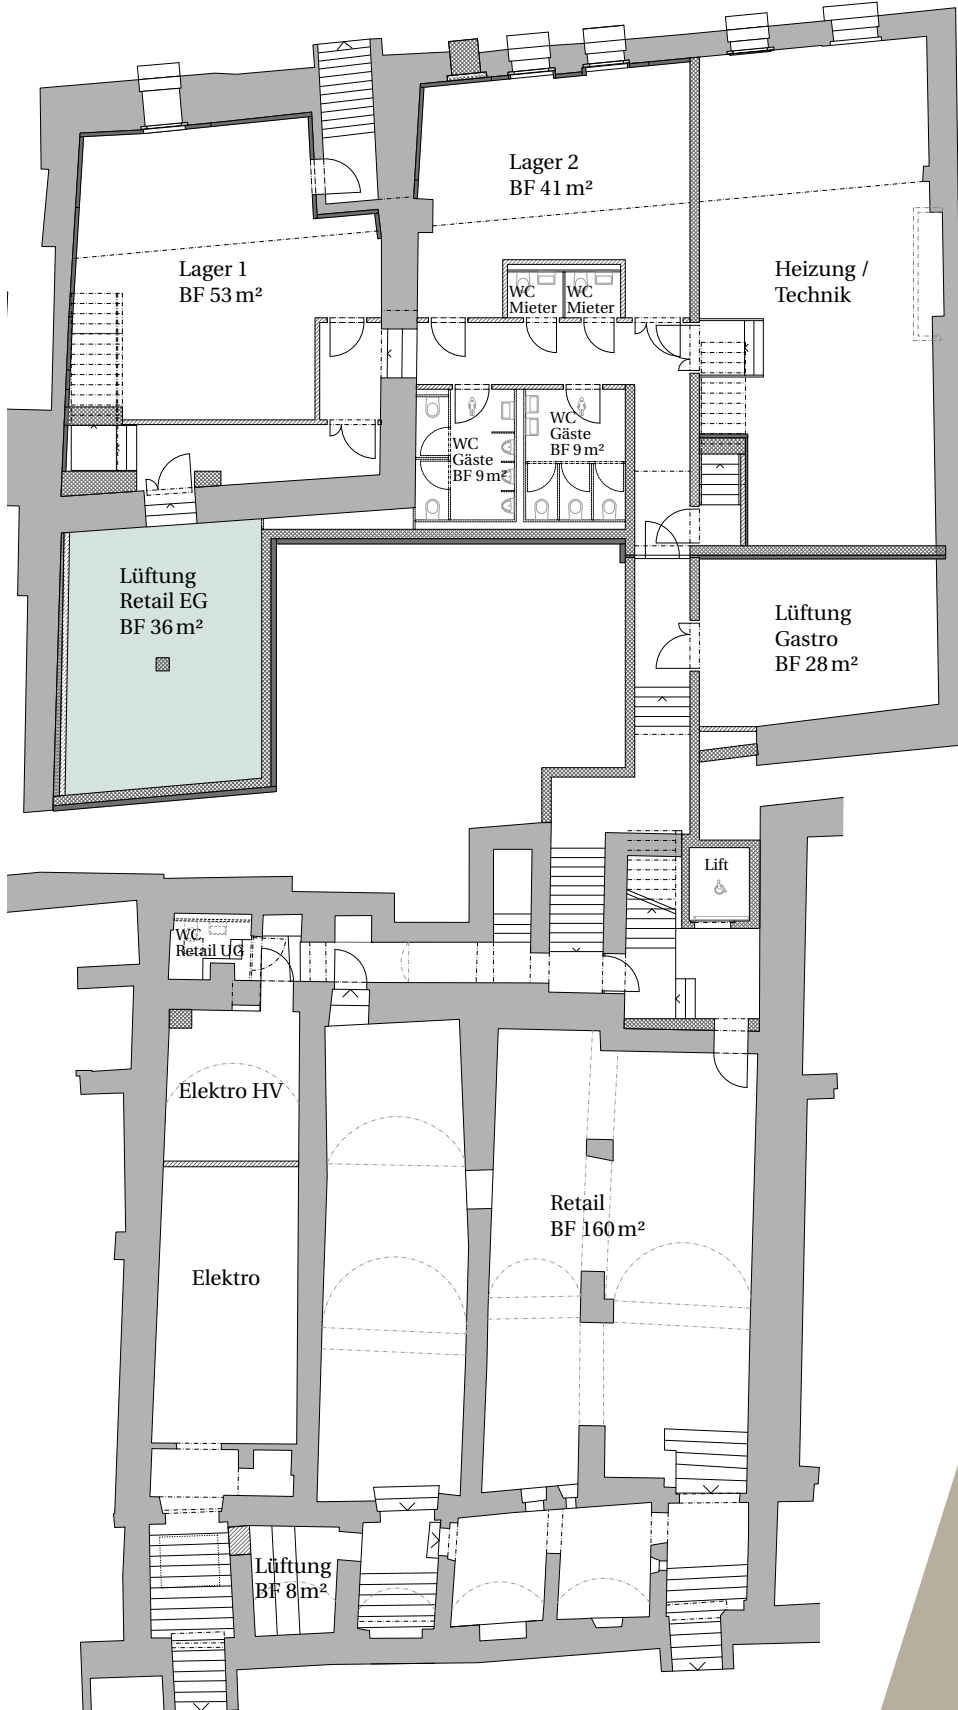 Lager 2
BF 41 m²
Lager 1
BF 53 m²
Heizung /
Technik
WC
Mieter
WC
Mieter
WC
Gäste
BF 9 m²
WC
Gäste
BF 9 m²
Lüftung
Retail EG
BF 36 m²
Lüftung
Gastro
BF 28 m²
Lift
WC
Retail UG
Elektro HV
Retail
BF 160 m²
Elektro
Lüftung
BF 8 m²